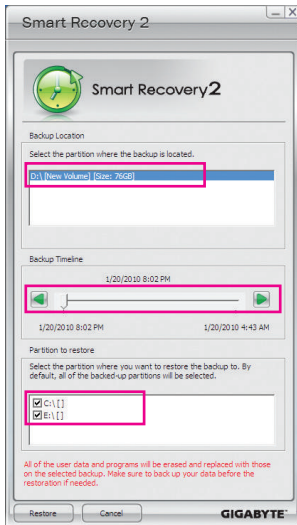 Smart Recovery 2
Smart Recovery2
Backup Location
Select the partition where the backup is located.
D:\ [New Volume] [Size: 76GB]
Backup Timeline
1/20/2010 8:02 PM
1/20/2010 8:02 PM
1/20/2010 4:43 AM
Partition to restore
Select the partition where you want to restore the backup to. By
default, all of the backed-up partitions will be selected.
C:\ [ ]
E:\ [ ]
All of the user data and programs will be erased and replaced with those
on the selected backup. Make sure to back up your data before the
restoration if needed.
Restore
Cancel
GIGABYTE